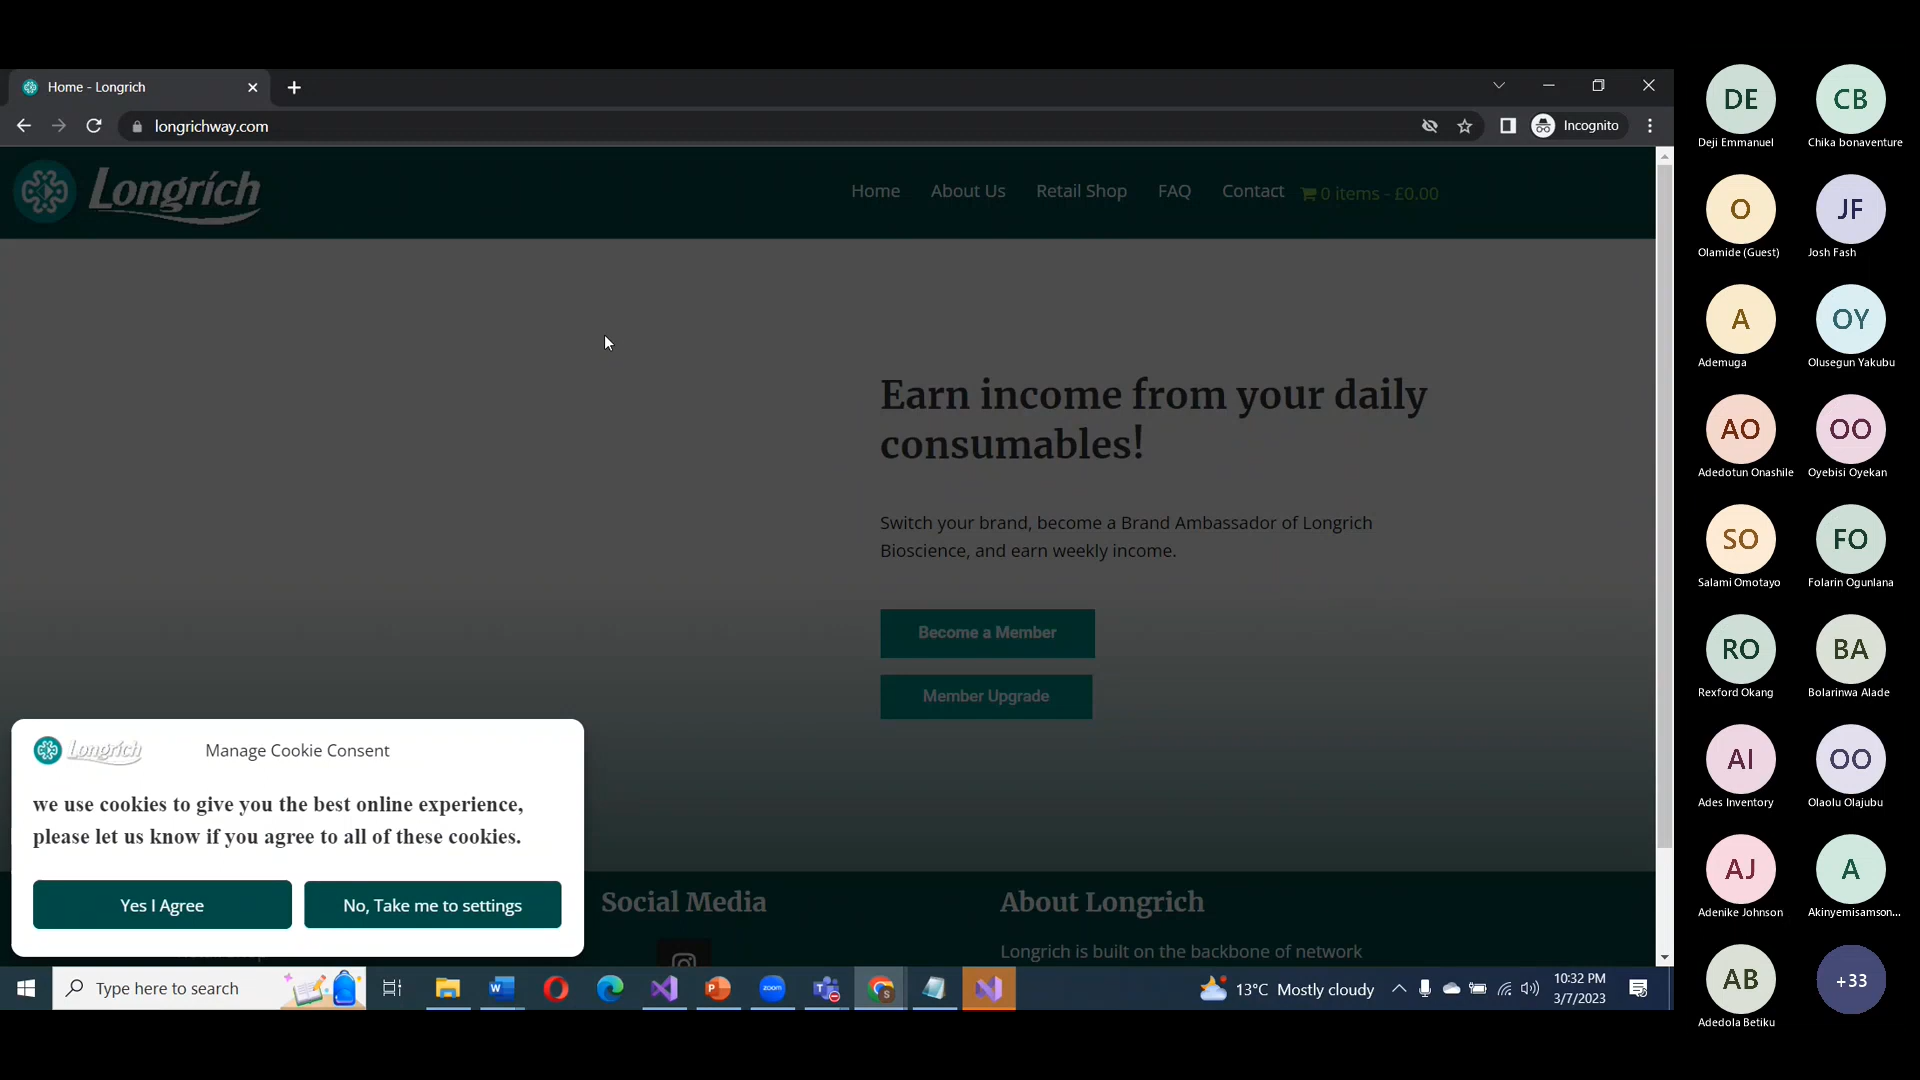 Home - Longrich
longrichway.com
Incognito
Longrich
Home
About Us
Retail Shop
FAQ
Contact
0 items - £0.00
Earn income from your daily
consumables!
Switch your brand, become a Brand Ambassador of Longrich
Bioscience, and earn weekly income.
Become a Member
Member Upgrade
Longrich
Manage Cookie Consent
we use cookies to give you the best online experience,
please let us know if you agree to all of these cookies.
Yes I Agree
No, Take me to settings
Social Media
About Longrich
Longrich is built on the backbone of network
Type here to search
zoom
13°C Mostly cloudy
10:32 PM
3/7/2023
DE
Deji Emmanuel
CB
Chika bonaventure
O
Olamide (Guest)
JF
Josh Fash
A
Ademuga
OY
Olusegun Yakubu
AO
Adedotun Onashile
OO
Oyebisi Oyekan
SO
Salami Omotayo
FO
Folarin Ogunlana
RO
Rexford Okang
BA
Bolarinwa Alade
AI
Ades Inventory
OO
Olaolu Olajubu
AJ
Adenike Johnson
A
Akinyemisamson...
AB
Adedola Betiku
+33